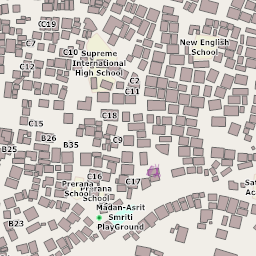 C19
C7
C10
New English
School
Supreme
International
High School
C12
C2
C11
C18
C15
B26
C9
B35
B25
C16
C17
Prerana
School
Prerana
School
Madan-Asrit
Smriti
PlayGround
B23